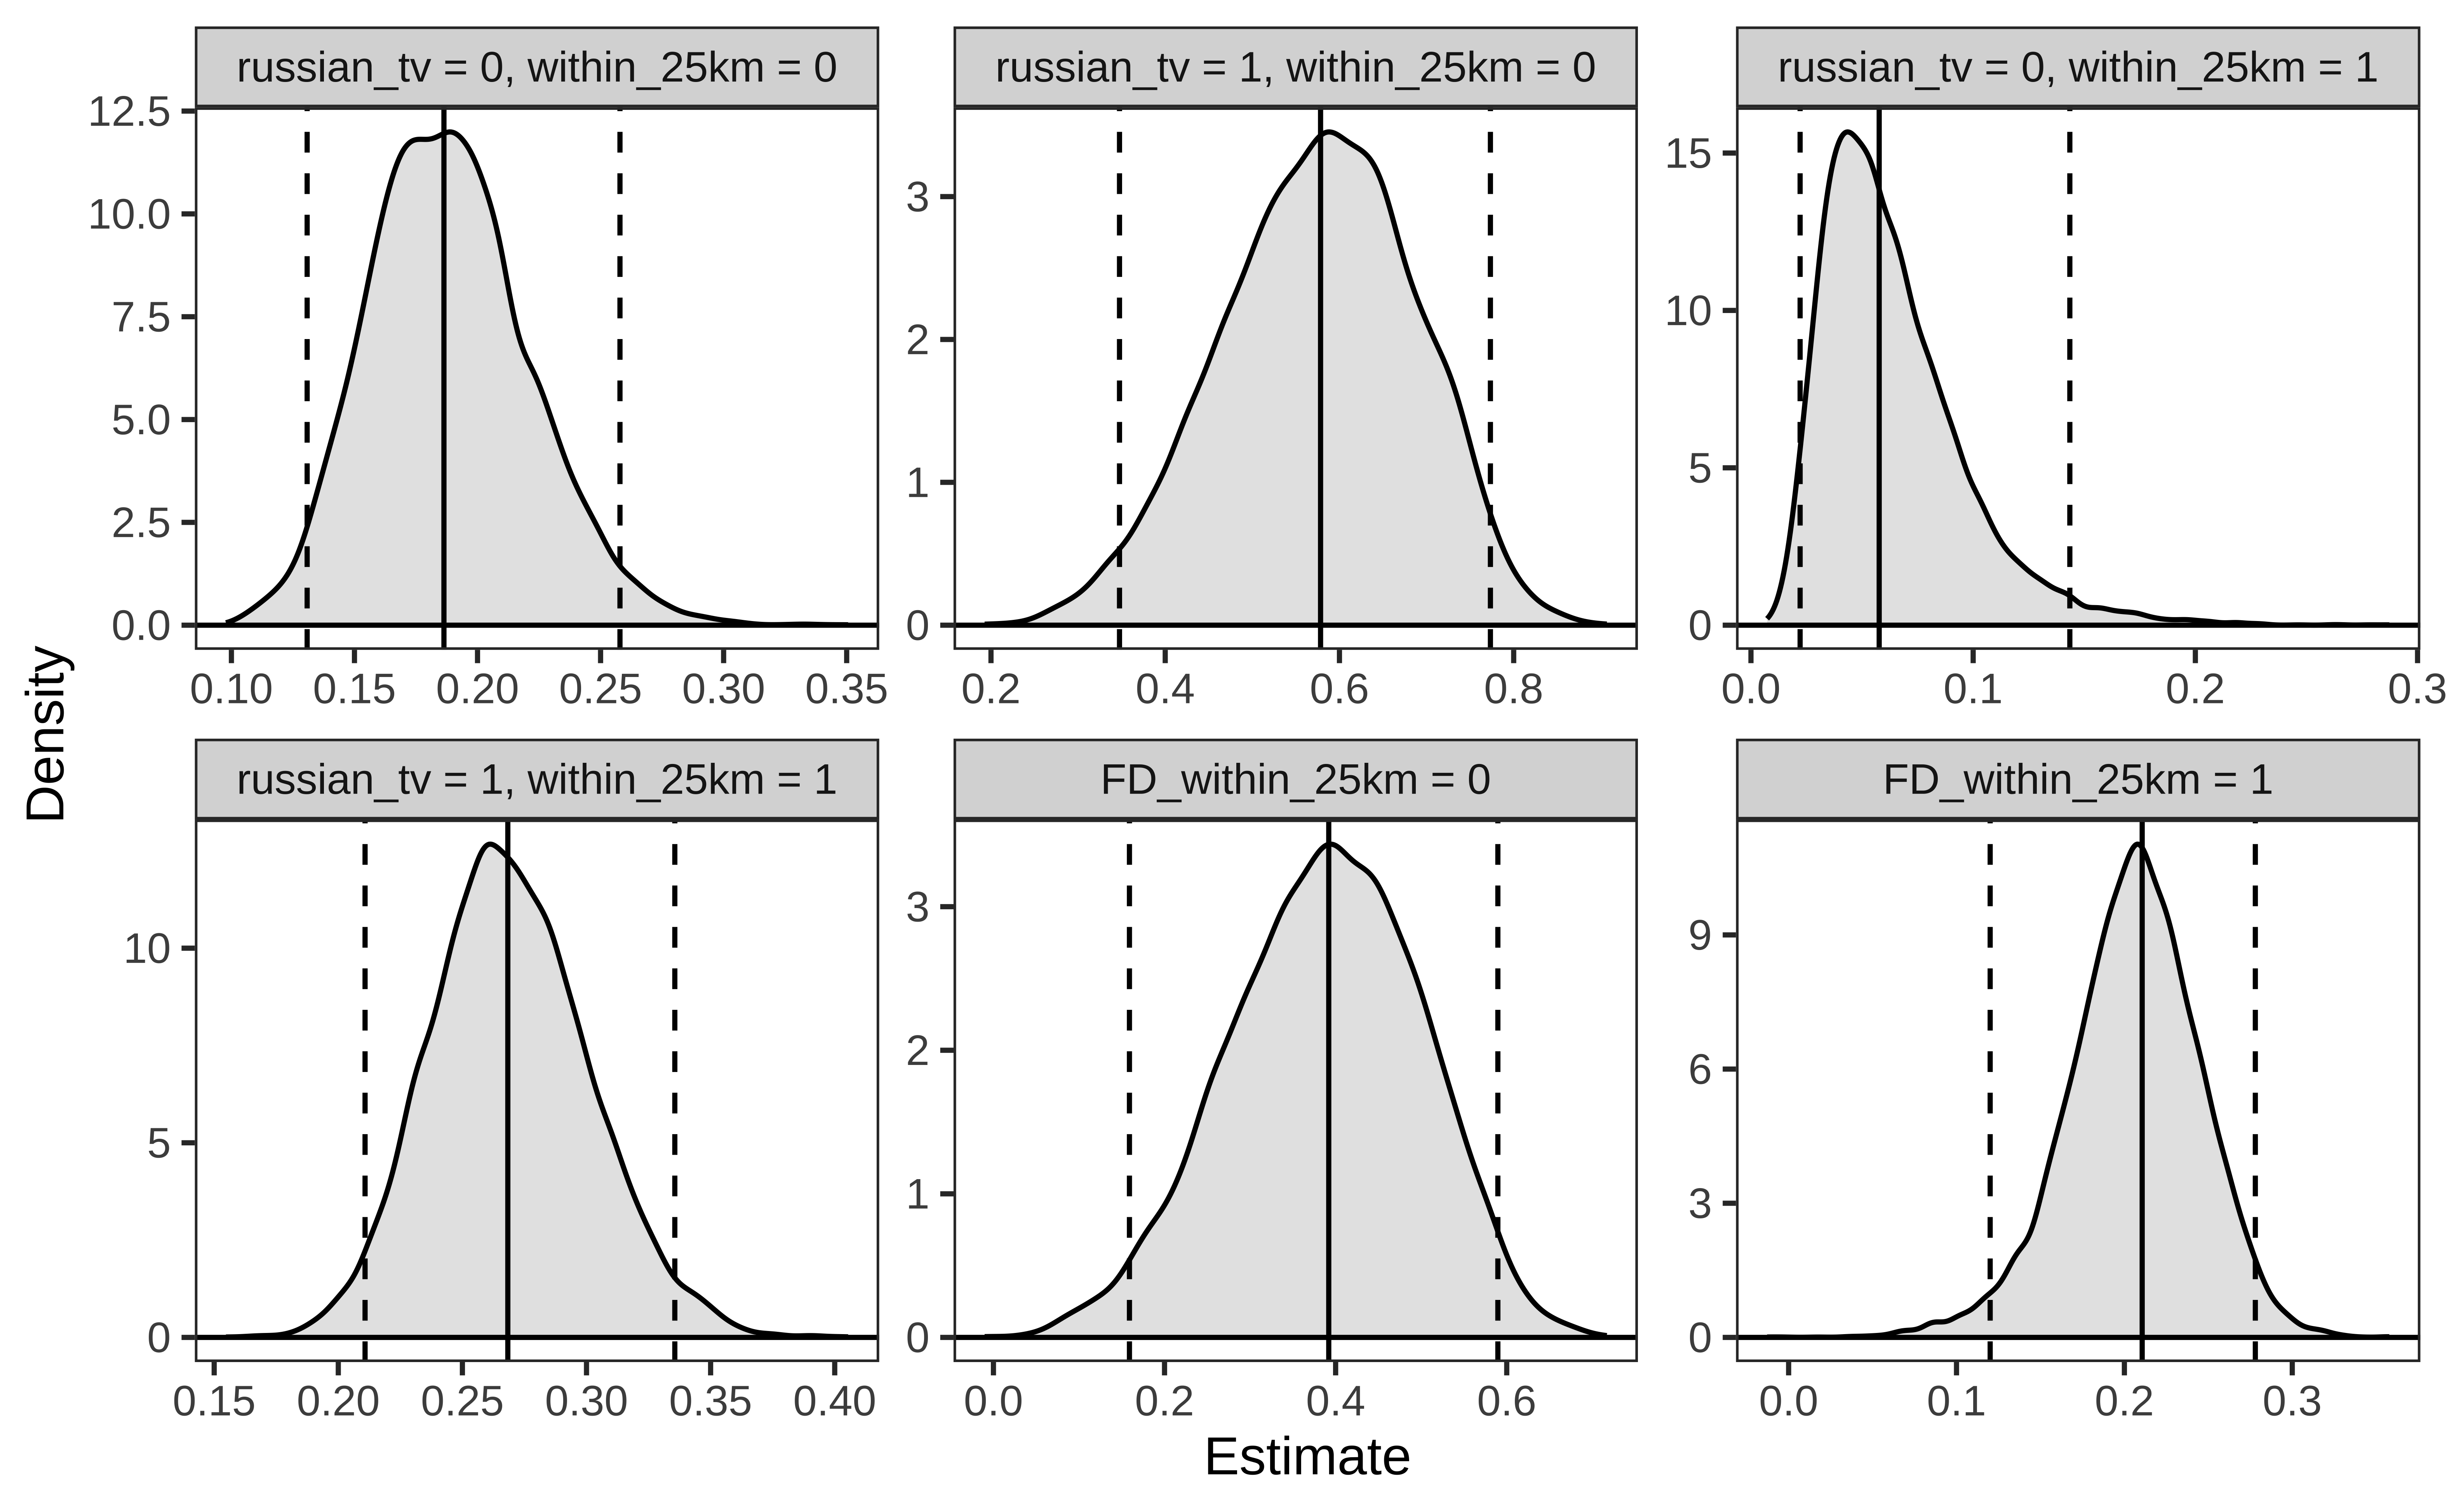 russian_tv = 0, within_25km = 0
russian_tv = 1, within_25km = 0
russian_tv = 0, within_25km = 1
12.5
10.0
7.5
5.0
2.5
0.0
3
2
1
0
15
10
5
0
0.10 0.15 0.20 0.25 0.30 0.35
0.2 0.4 0.6 0.8
0.0 0.1 0.2 0.3
Density
russian_tv = 1, within_25km = 1
FD_within_25km = 0
FD_within_25km = 1
10
5
0
3
2
1
0
9
6
3
0
0.15 0.20 0.25 0.30 0.35 0.40
0.0 0.2 0.4 0.6
0.0 0.1 0.2 0.3
Estimate